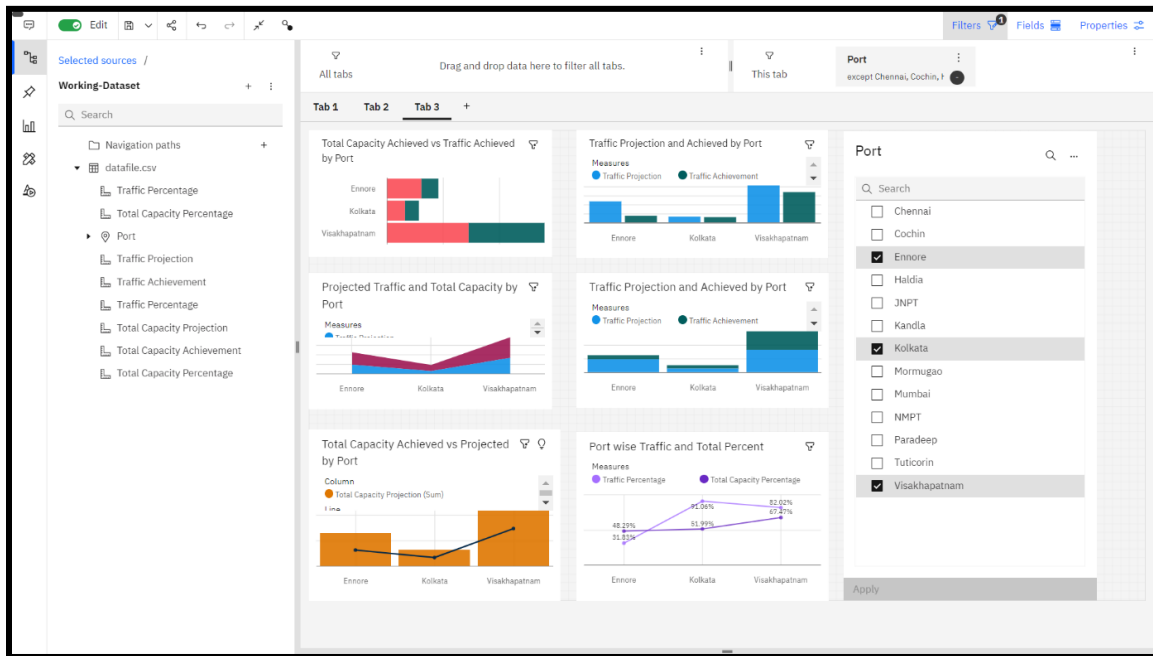 Edit
Filters
1
Fields
Properties
Selected sources /
Working-Dataset
Search
Navigation paths
datafile.csv
Traffic Percentage
Total Capacity Percentage
Port
Traffic Projection
Traffic Achievement
Traffic Percentage
Total Capacity Projection
Total Capacity Achievement
Total Capacity Percentage
All tabs
Drag and drop data here to filter all tabs.
This tab
Port
except Chennai, Cochin,
Tab 1
Tab 2
Tab 3
Total Capacity Achieved vs Traffic Achieved
by Port
Ennore
Kolkata
Visakhapatnam
Traffic Projection and Achieved by Port
Measures
Traffic Projection
Traffic Achievement
Ennore
Kolkata
Visakhapatnam
Projected Traffic and Total Capacity by
Port
Measures
Traffic Projection
Ennore
Kolkata
Visakhapatnam
Traffic Projection and Achieved by Port
Measures
Traffic Projection
Traffic Achievement
Ennore
Kolkata
Visakhapatnam
Total Capacity Achieved vs Projected
by Port
Column
Total Capacity Projection (Sum)
Line
Ennore
Kolkata
Visakhapatnam
Port wise Traffic and Total Percent
Measures
Traffic Percentage
Total Capacity Percentage
48.29%
31.83%
91.06%
51.99%
82.02%
67.47%
Ennore
Kolkata
Visakhapatnam
Port
Search
Chennai
Cochin
Ennore
Haldia
JNPT
Kandla
Kolkata
Mormugao
Mumbai
NMPT
Paradeep
Tuticorin
Visakhapatnam
Apply